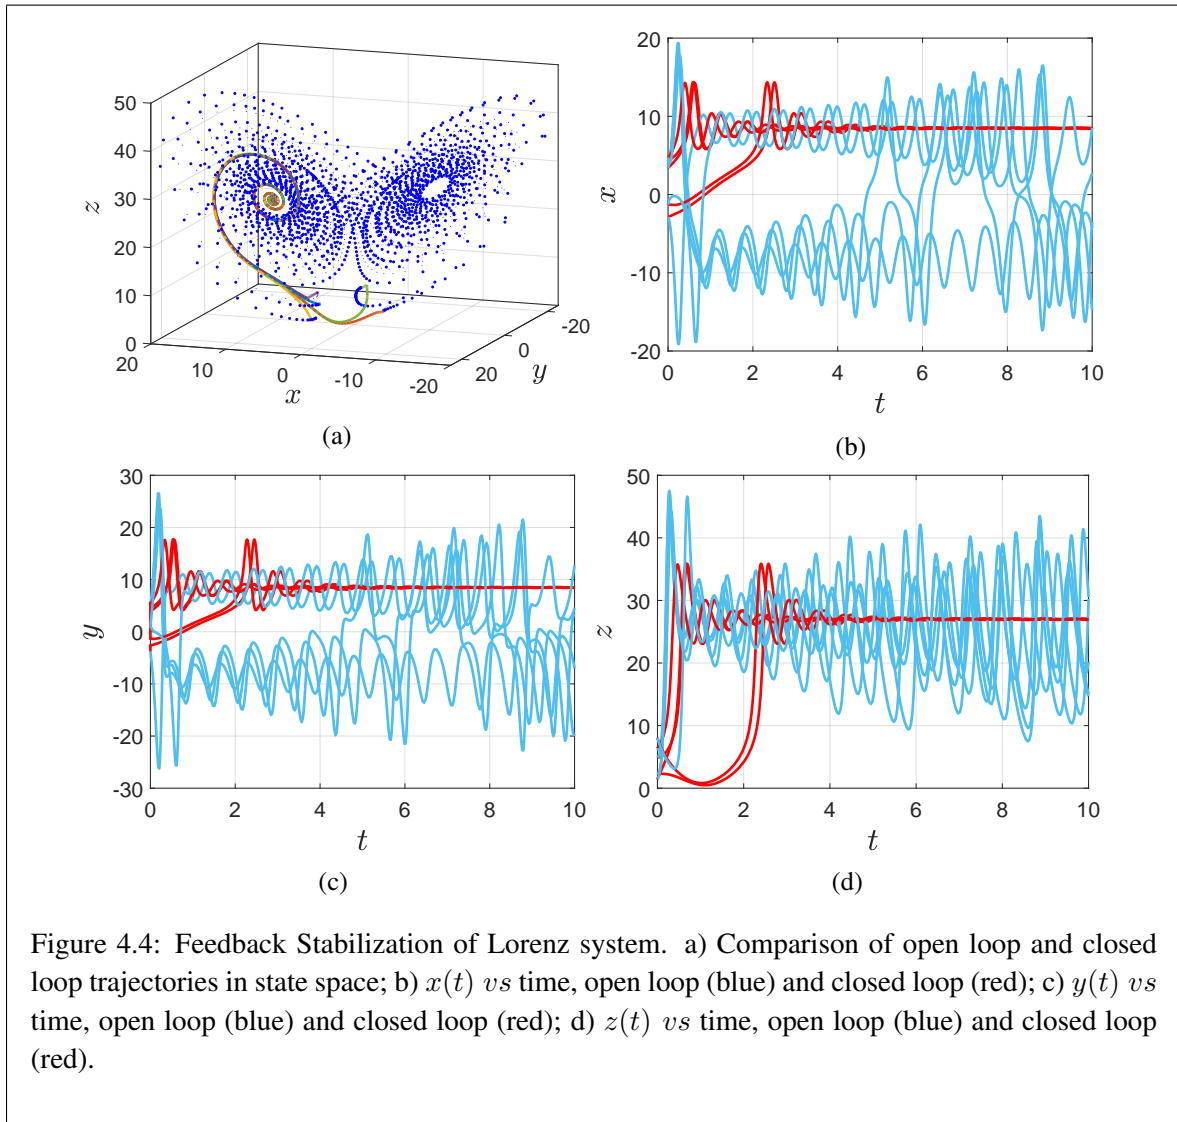 50
40
30
20
10
0
z
20
10
0
-10
-20
x
20
0
-20
y
(a)
20
10
0
-10
-20
x
0
2
4
6
8
10
t
(b)
30
20
10
0
-10
-20
-30
y
0
2
4
6
8
10
t
(c)
50
40
30
20
10
0
z
0
2
4
6
8
10
t
(d)
Figure 4.4: Feedback Stabilization of Lorenz system. a) Comparison of open loop and closed
loop trajectories in state space; b) x(t) vs time, open loop (blue) and closed loop (red); c) y(t) vs
time, open loop (blue) and closed loop (red); d) z(t) vs time, open loop (blue) and closed loop
(red).